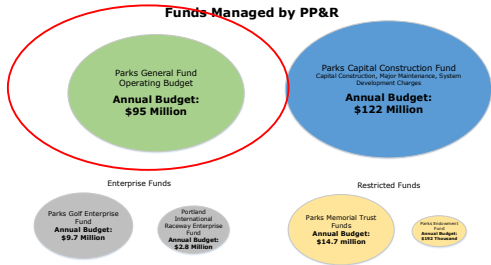 Funds Managed by PP&R
Parks General Fund
Operating Budget
Annual Budget:
$95 Million
Parks Capital Construction Fund
Capital Construction, Major Maintenance, System
Development Charges
Annual Budget:
$122 Million
Enterprise Funds
Restricted Funds
Parks Golf Enterprise
Fund
Annual Budget:
$9.7 Million
Portland
International
Raceway Enterprise
Fund
Annual Budget:
$2.8 Million
Parks Memorial Trust
Funds
Annual Budget:
$14.7 million
Parks Endowment
Fund
Annual Budget:
$192 Thousand